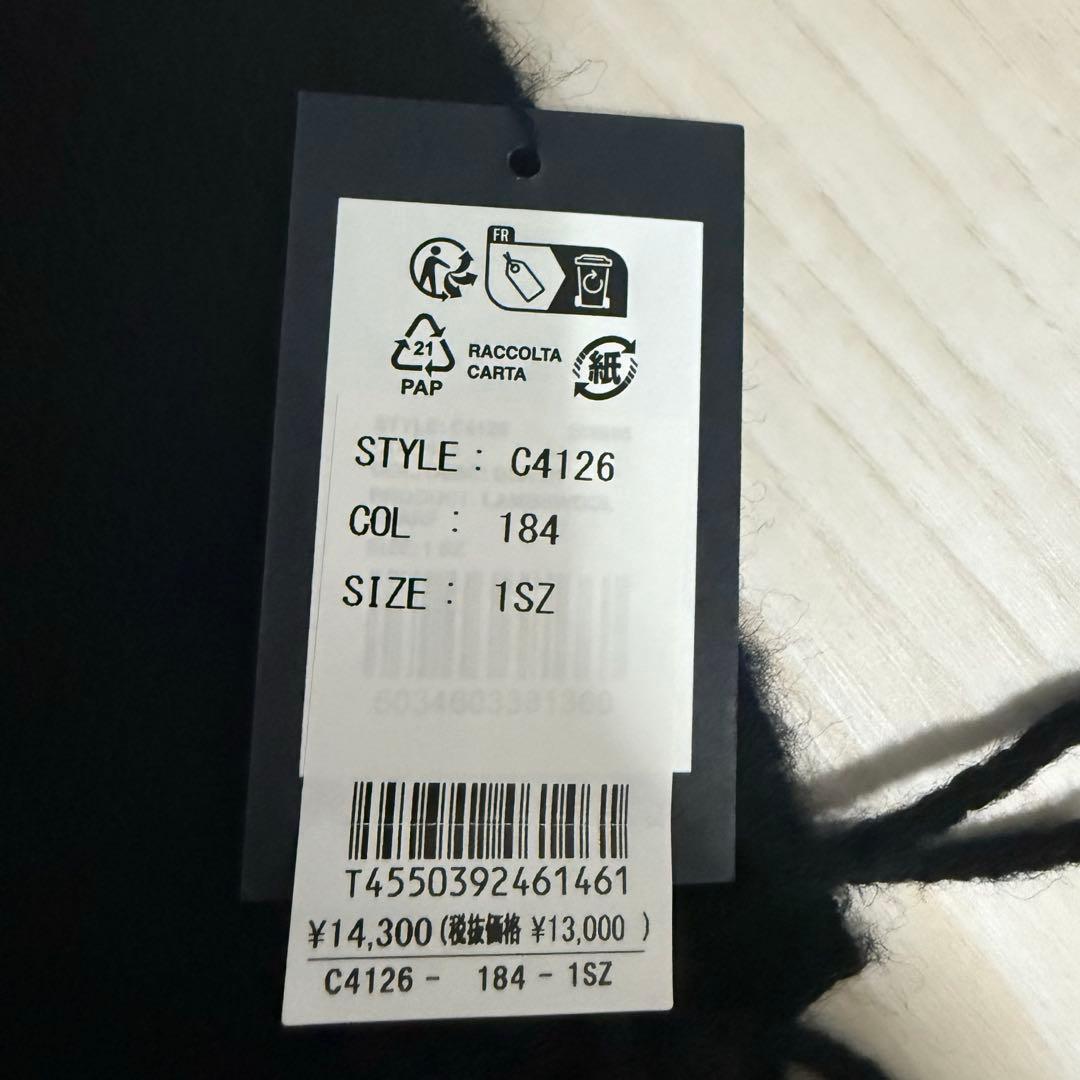 FR
21
PAP
RACCOLTA
CARTA
紙
STYLE : C4126
COL : 184
SIZE : 1SZ
T4550392461461
¥14,300(税抜価格 ¥13,000 )
C4126 - 184 - 1SZ